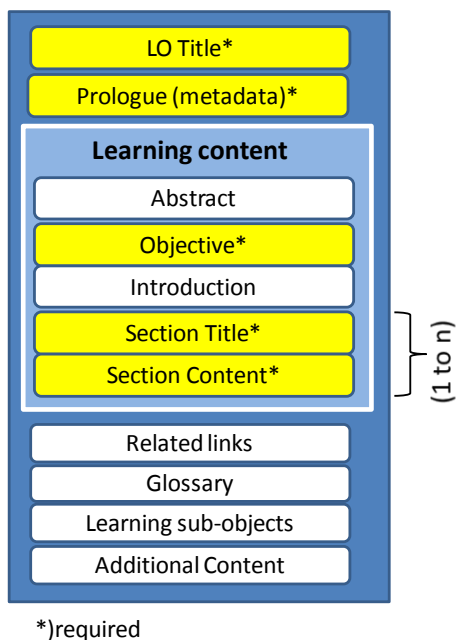 LO Title*
Prologue (metadata)*
Learning content
Abstract
Objective*
Introduction
Section Title*
Section Content*
(1 to n)
Related links
Glossary
Learning sub-objects
Additional Content
*)required